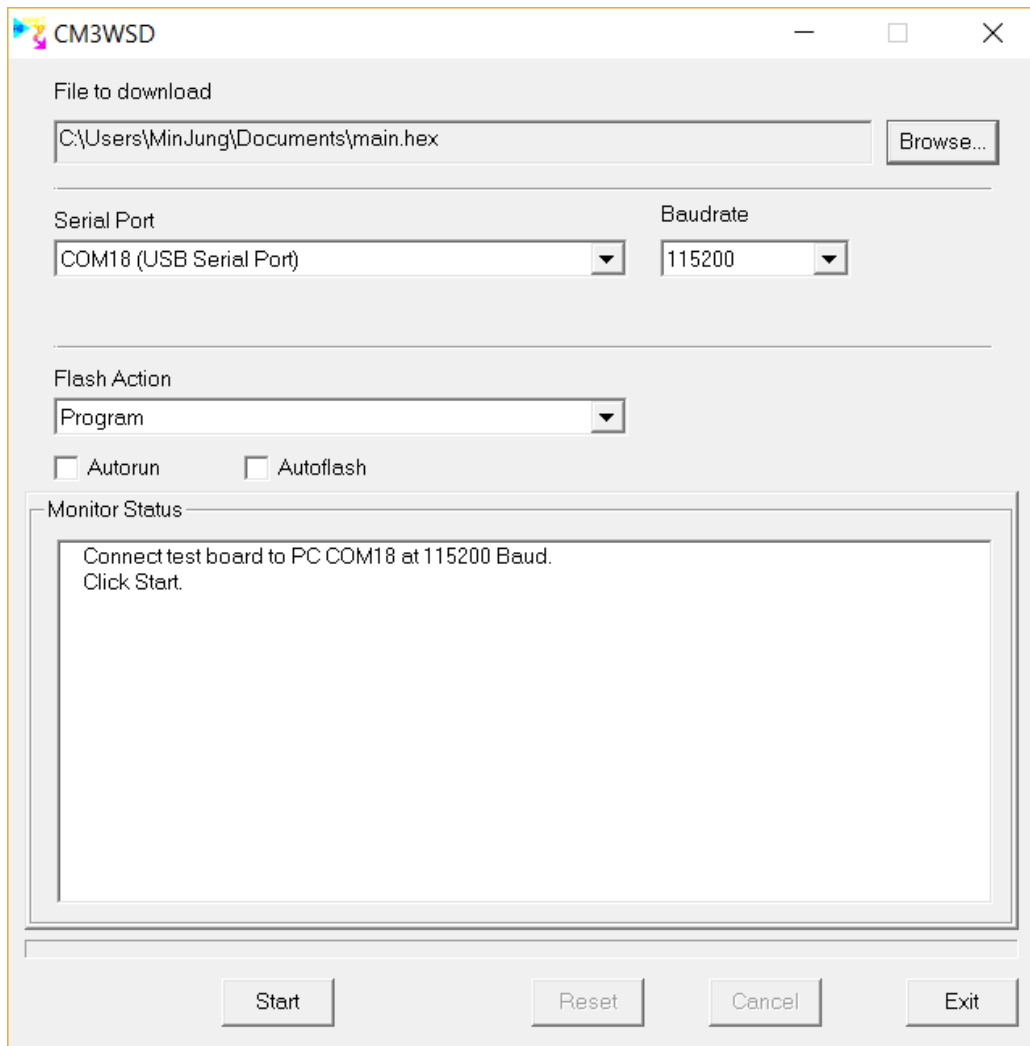 CM3WSD
File to download
C:\Users\MinJung\Documents\main.hex
Browse...
Serial Port
Baudrate
COM18 (USB Serial Port)
115200
Flash Action
Program
Autorun
Autoflash
Monitor Status
Connect test board to PC COM18 at 115200 Baud.
Click Start.
Start
Reset
Cancel
Exit